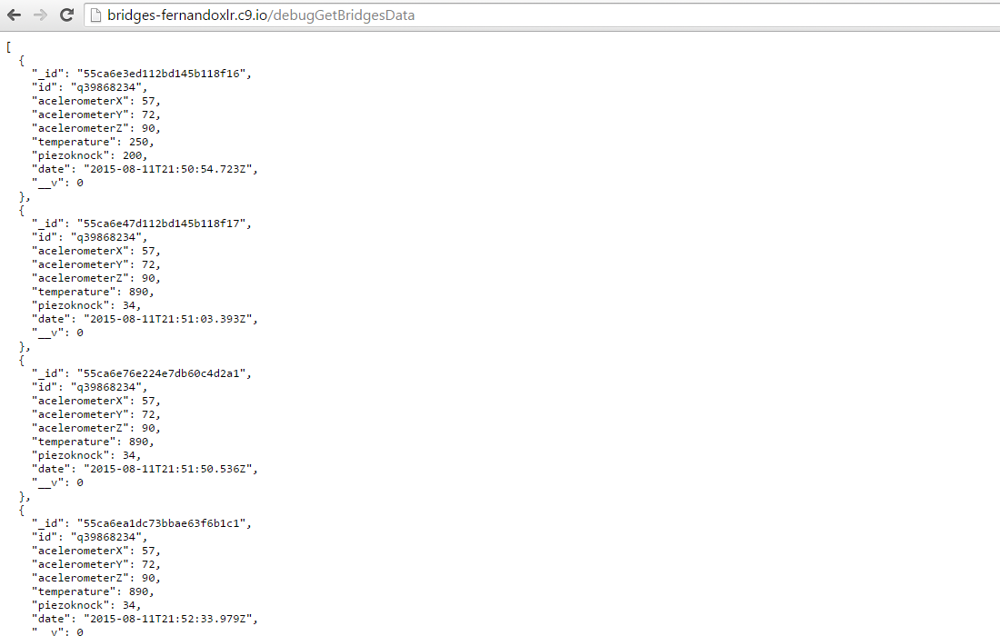 bridges-fernandoxlr.c9.io/debugGetBridgesData
[
  {
    "_id": "55ca6e3ed112bd145b118f16",
    "id": "q39868234",
    "acelerometerX": 57,
    "acelerometerY": 72,
    "acelerometerZ": 90,
    "temperature": 250,
    "piezoknock": 200,
    "date": "2015-08-11T21:50:54.723Z",
    "__v": 0
  },
  {
    "_id": "55ca6e47d112bd145b118f17",
    "id": "q39868234",
    "acelerometerX": 57,
    "acelerometerY": 72,
    "acelerometerZ": 90,
    "temperature": 890,
    "piezoknock": 34,
    "date": "2015-08-11T21:51:03.393Z",
    "__v": 0
  },
  {
    "_id": "55ca6e76e224e7db60c4d2a1",
    "id": "q39868234",
    "acelerometerX": 57,
    "acelerometerY": 72,
    "acelerometerZ": 90,
    "temperature": 890,
    "piezoknock": 34,
    "date": "2015-08-11T21:51:50.536Z",
    "__v": 0
  },
  {
    "_id": "55ca6ea1dc73bbae63f6b1c1",
    "id": "q39868234",
    "acelerometerX": 57,
    "acelerometerY": 72,
    "acelerometerZ": 90,
    "temperature": 890,
    "piezoknock": 34,
    "date": "2015-08-11T21:52:33.979Z",
    "__v": 0